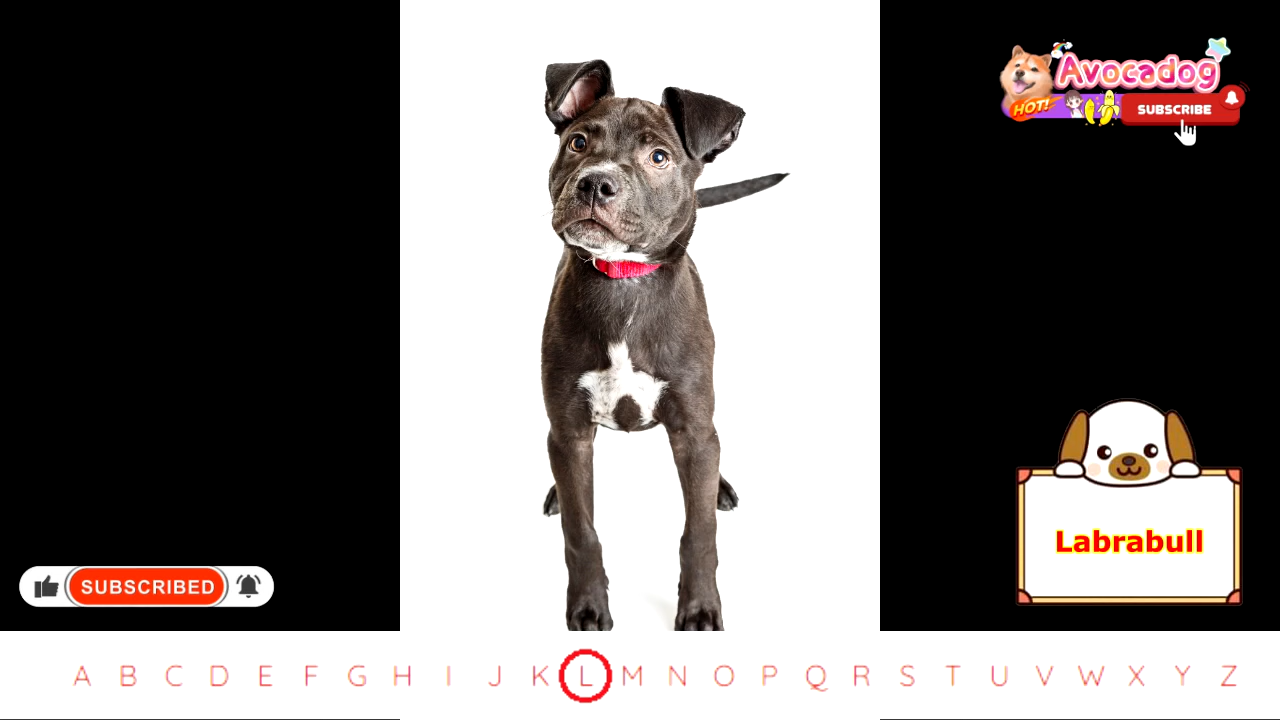 Avocadog
HOT!
SUBSCRIBE
Labrabull
SUBSCRIBED
A B C D E F G H I J K L M N O P Q R S T U V W X Y Z